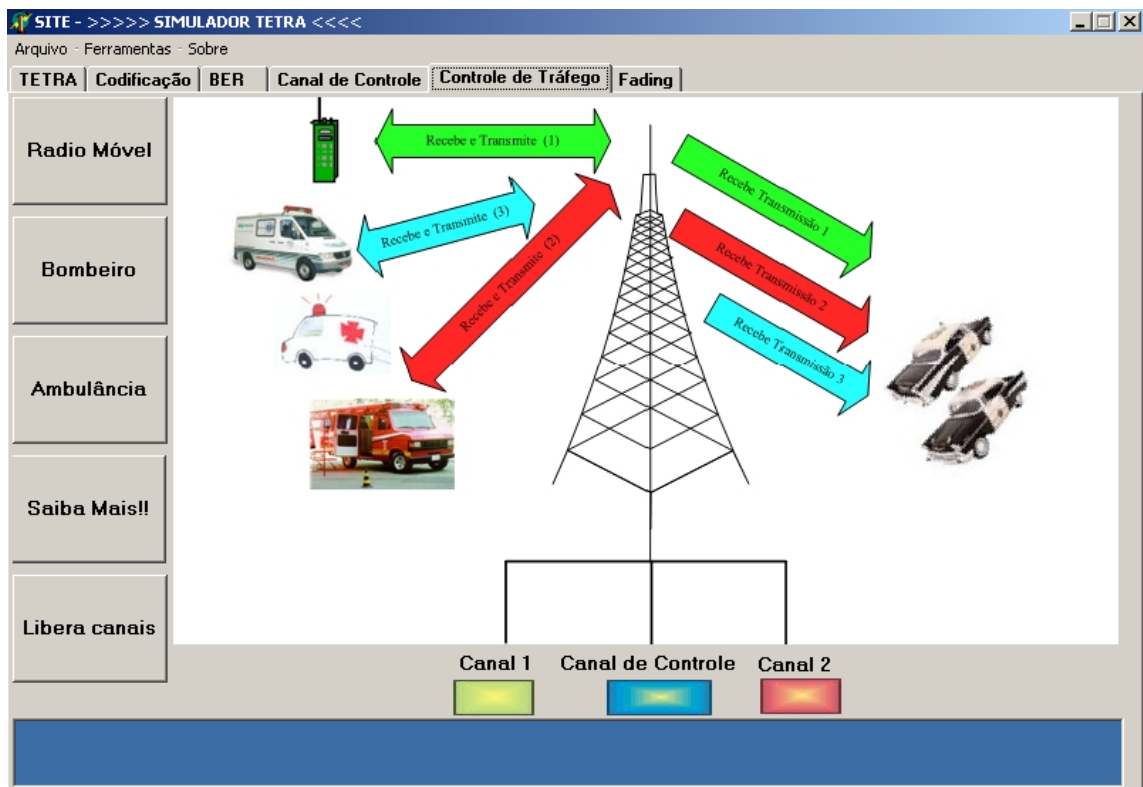 SITE - >>>>> SIMULADOR TETRA <<<<
Arquivo - Ferramentas - Sobre
TETRA Codificação BER Canal de Controle Controle de Tráfego Fading
Radio Móvel
Bombeiro
Ambulância
Saiba Mais!!
Libera canais
Recebe e Transmite (1)
Recebe e Transmite (3)
Recebe e Transmite (2)
Recebe Transmissão 1
Recebe Transmissão 2
Recebe Transmissão 3
Canal 1 Canal de Controle Canal 2